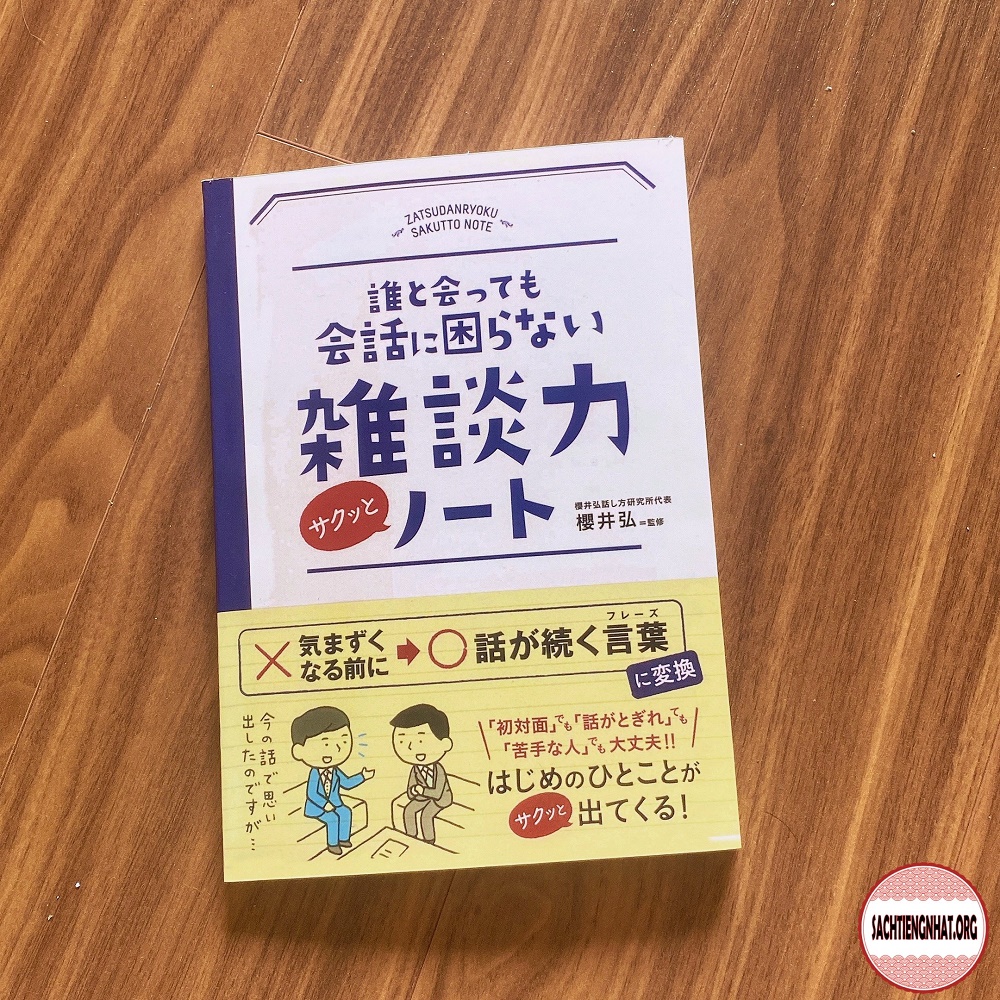 ZATSUDANRYOKU
SAKUTTO NOTE
誰と会っても
会話に困らない
雑談力
サクッと
ノート
櫻井弘話し方研究所代表
櫻井弘=監修
× 気まずく
なる前に
➡
○ 話が続く言葉
フレーズ
に変換
今の話で思い
出したのですが…
「初対面」でも「話がとぎれ」ても
「苦手な人」でも大丈夫!!
はじめのひとことが
サクッと
出てくる!
SACHTIENGNHAT.ORG